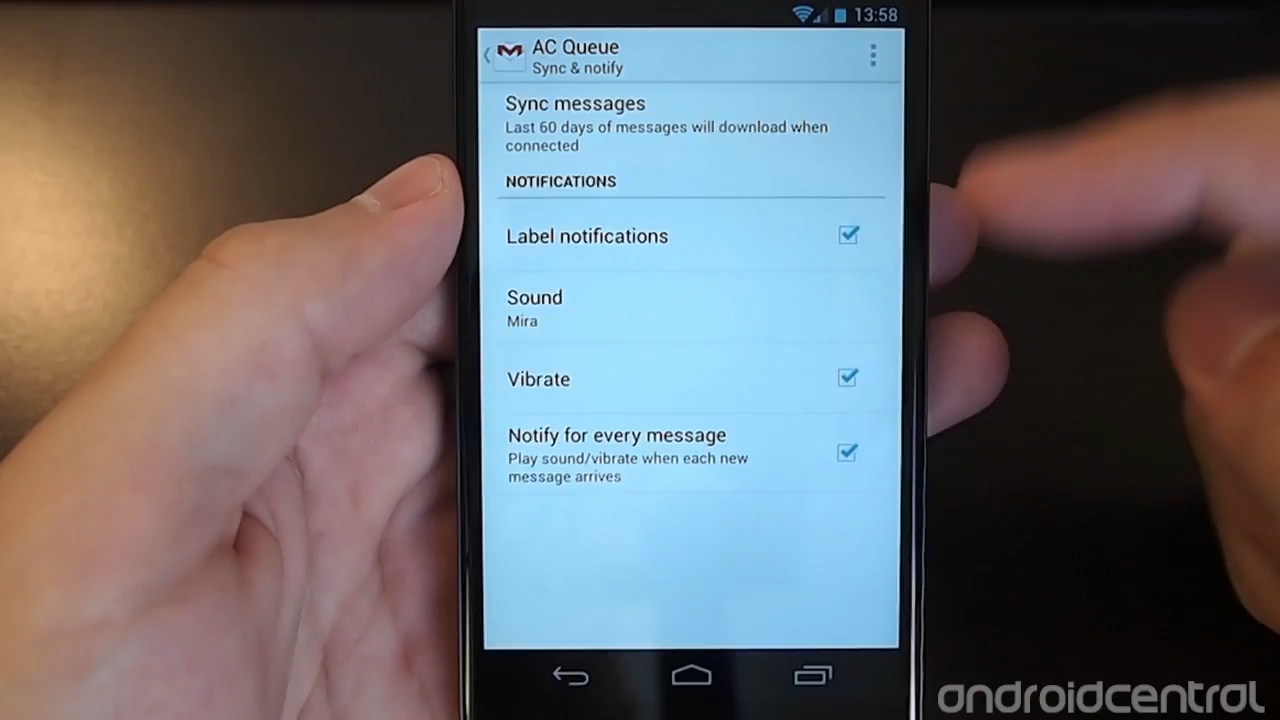 13:58
AC Queue
Sync & notify
Sync messages
Last 60 days of messages will download when
connected
NOTIFICATIONS
Label notifications
Sound
Mira
Vibrate
Notify for every message
Play sound/vibrate when each new
message arrives
androidcentral